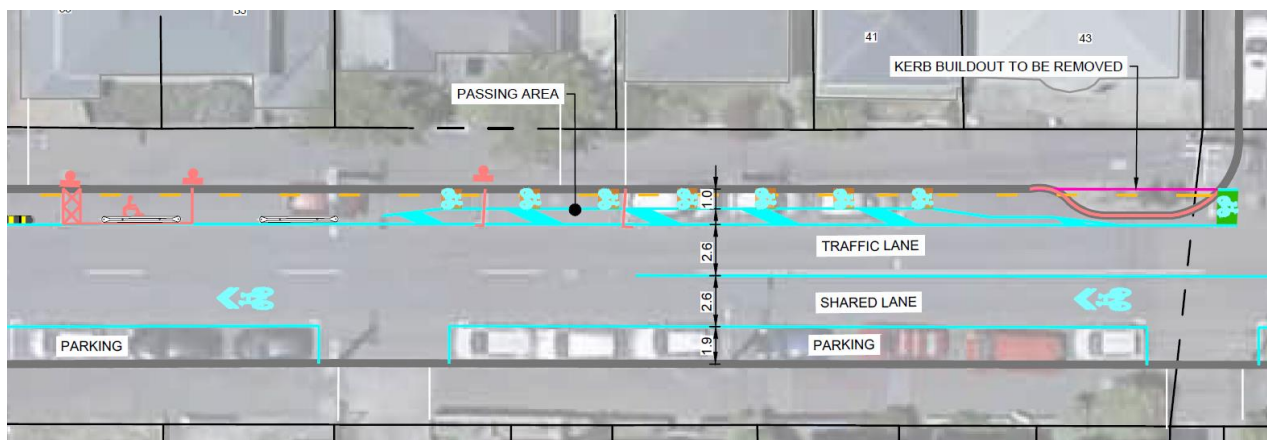 41
43
KERB BUILDOUT TO BE REMOVED
PASSING AREA
1.0
TRAFFIC LANE
2.6
2.6
SHARED LANE
PARKING
1.9
PARKING